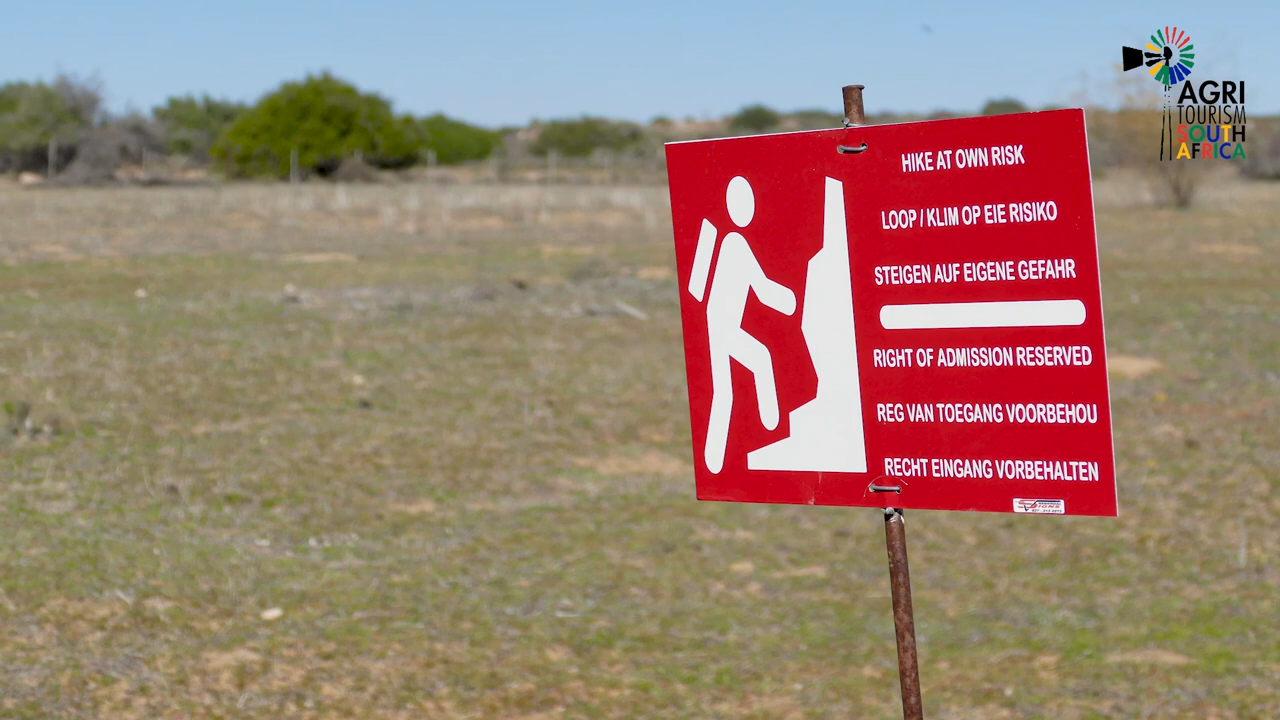 HIKE AT OWN RISK
LOOP / KLIM OP EIE RISIKO
STEIGEN AUF EIGENE GEFAHR
RIGHT OF ADMISSION RESERVED
REG VAN TOEGANG VOORBEHOU
RECHT EINGANG VORBEHALTEN
AGRI
TOURISM
SOUTH
AFRICA